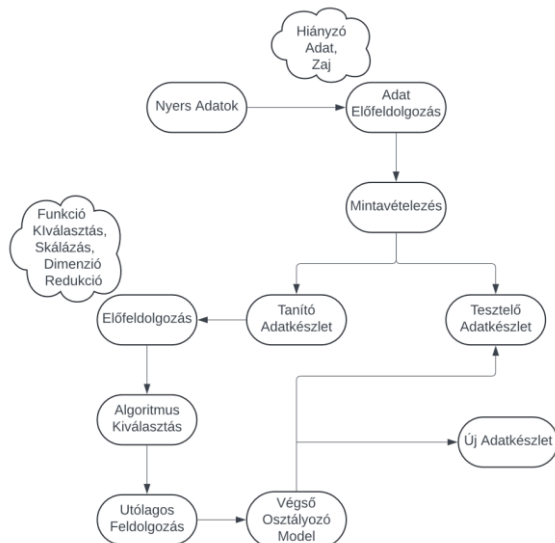 Hiányzó
Adat,
Zaj
Nyers Adatok
Adat
Előfeldolgozás
Mintavételezés
Funkció
KIválasztás,
Skálázás,
Dimenzió
Redukció
Előfeldolgozás
Tanító
Adatkészlet
Tesztelő
Adatkészlet
Algoritmus
Kiválasztás
Új Adatkészlet
Utólagos
Feldolgozás
Végső
Osztályozó
Model